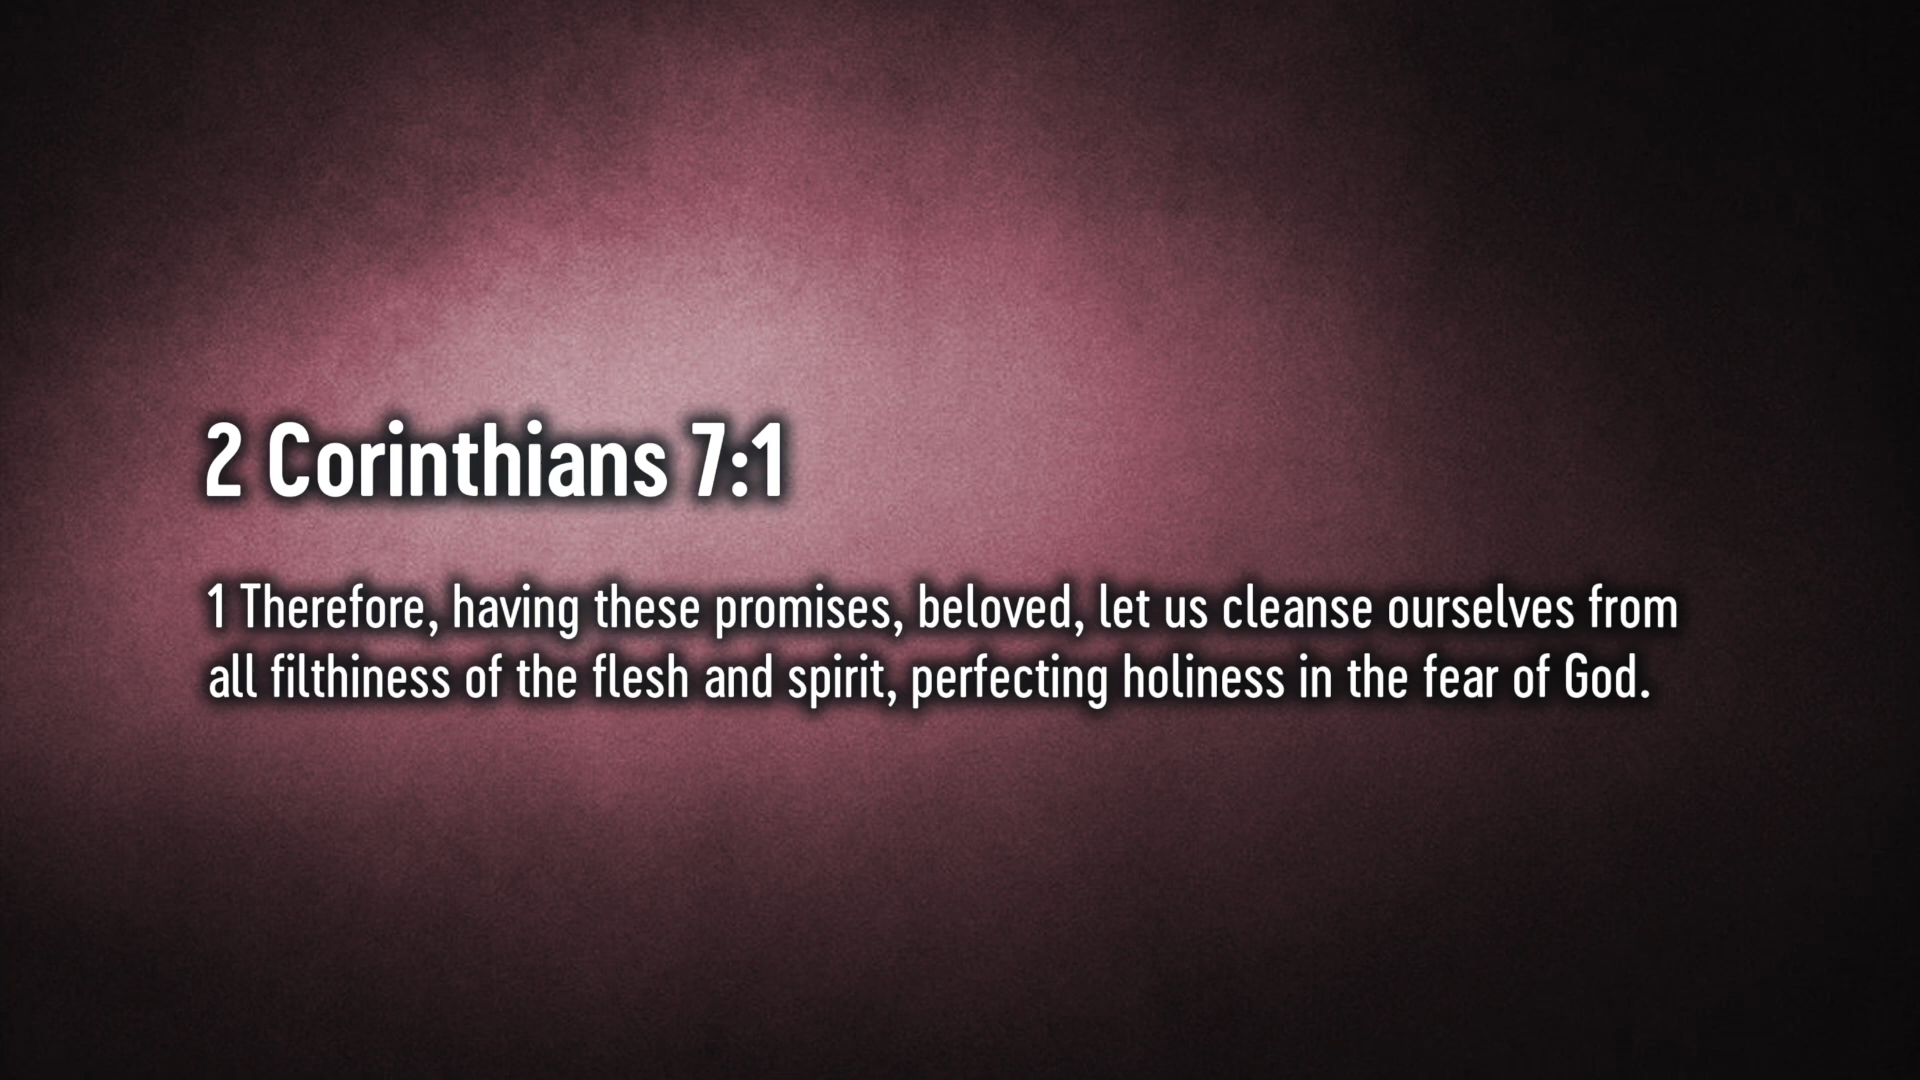 2 Corinthians 7:1
1 Therefore, having these promises, beloved, let us cleanse ourselves from
all filthiness of the flesh and spirit, perfecting holiness in the fear of God.